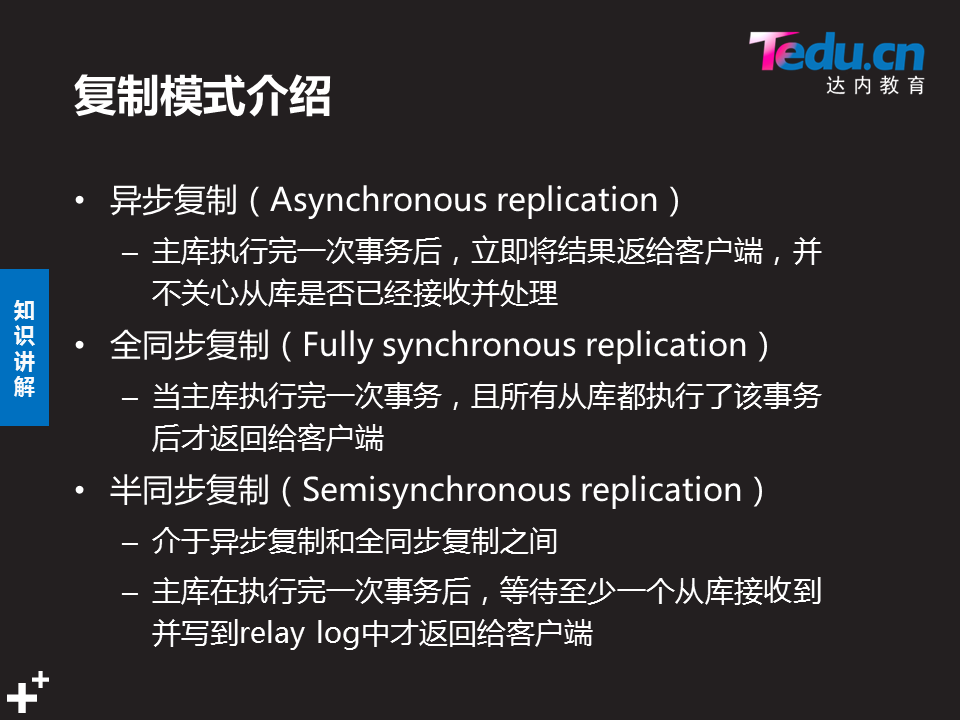 Tedu.cn
达内教育
复制模式介绍
• 异步复制（Asynchronous replication）
– 主库执行完一次事务后，立即将结果返给客户端，并
不关心从库是否已经接收并处理
• 全同步复制（Fully synchronous replication）
– 当主库执行完一次事务，且所有从库都执行了该事务
后才返回给客户端
• 半同步复制（Semisynchronous replication）
– 介于异步复制和全同步复制之间
– 主库在执行完一次事务后，等待至少一个从库接收到
并写到relay log中才返回给客户端
知识讲解